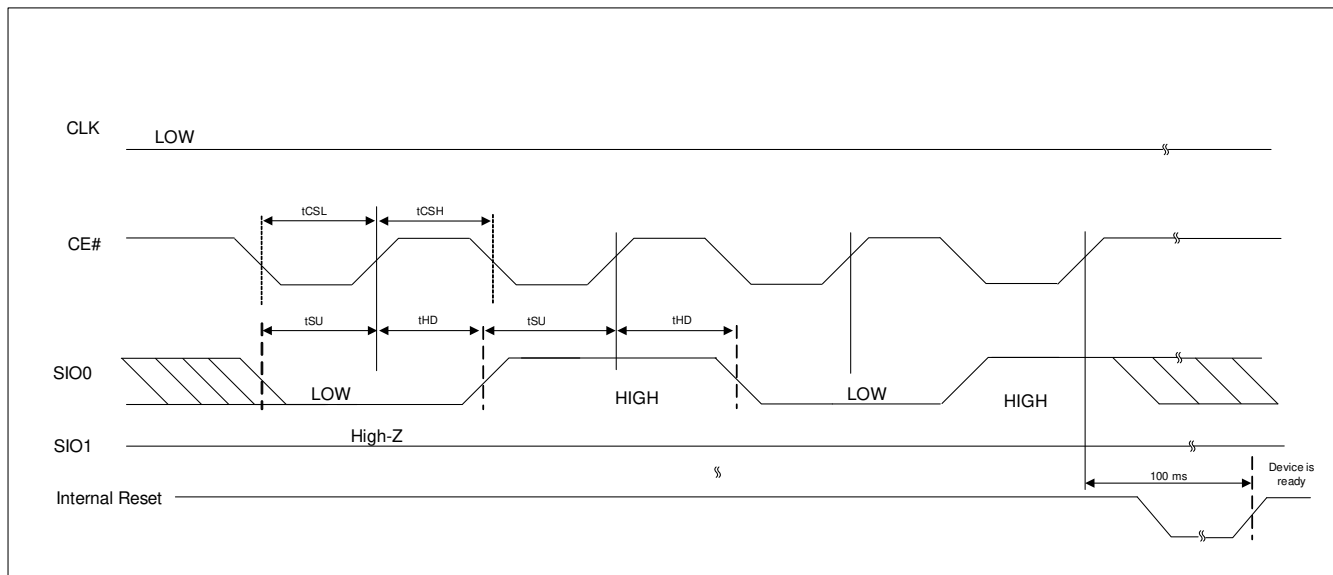 CLK
LOW
tCSL
tCSH
CE#
tSU
tHD
tSU
tHD
SIO0
LOW
HIGH
LOW
HIGH
High-Z
SIO1
100 ms
Device is
ready
Internal Reset